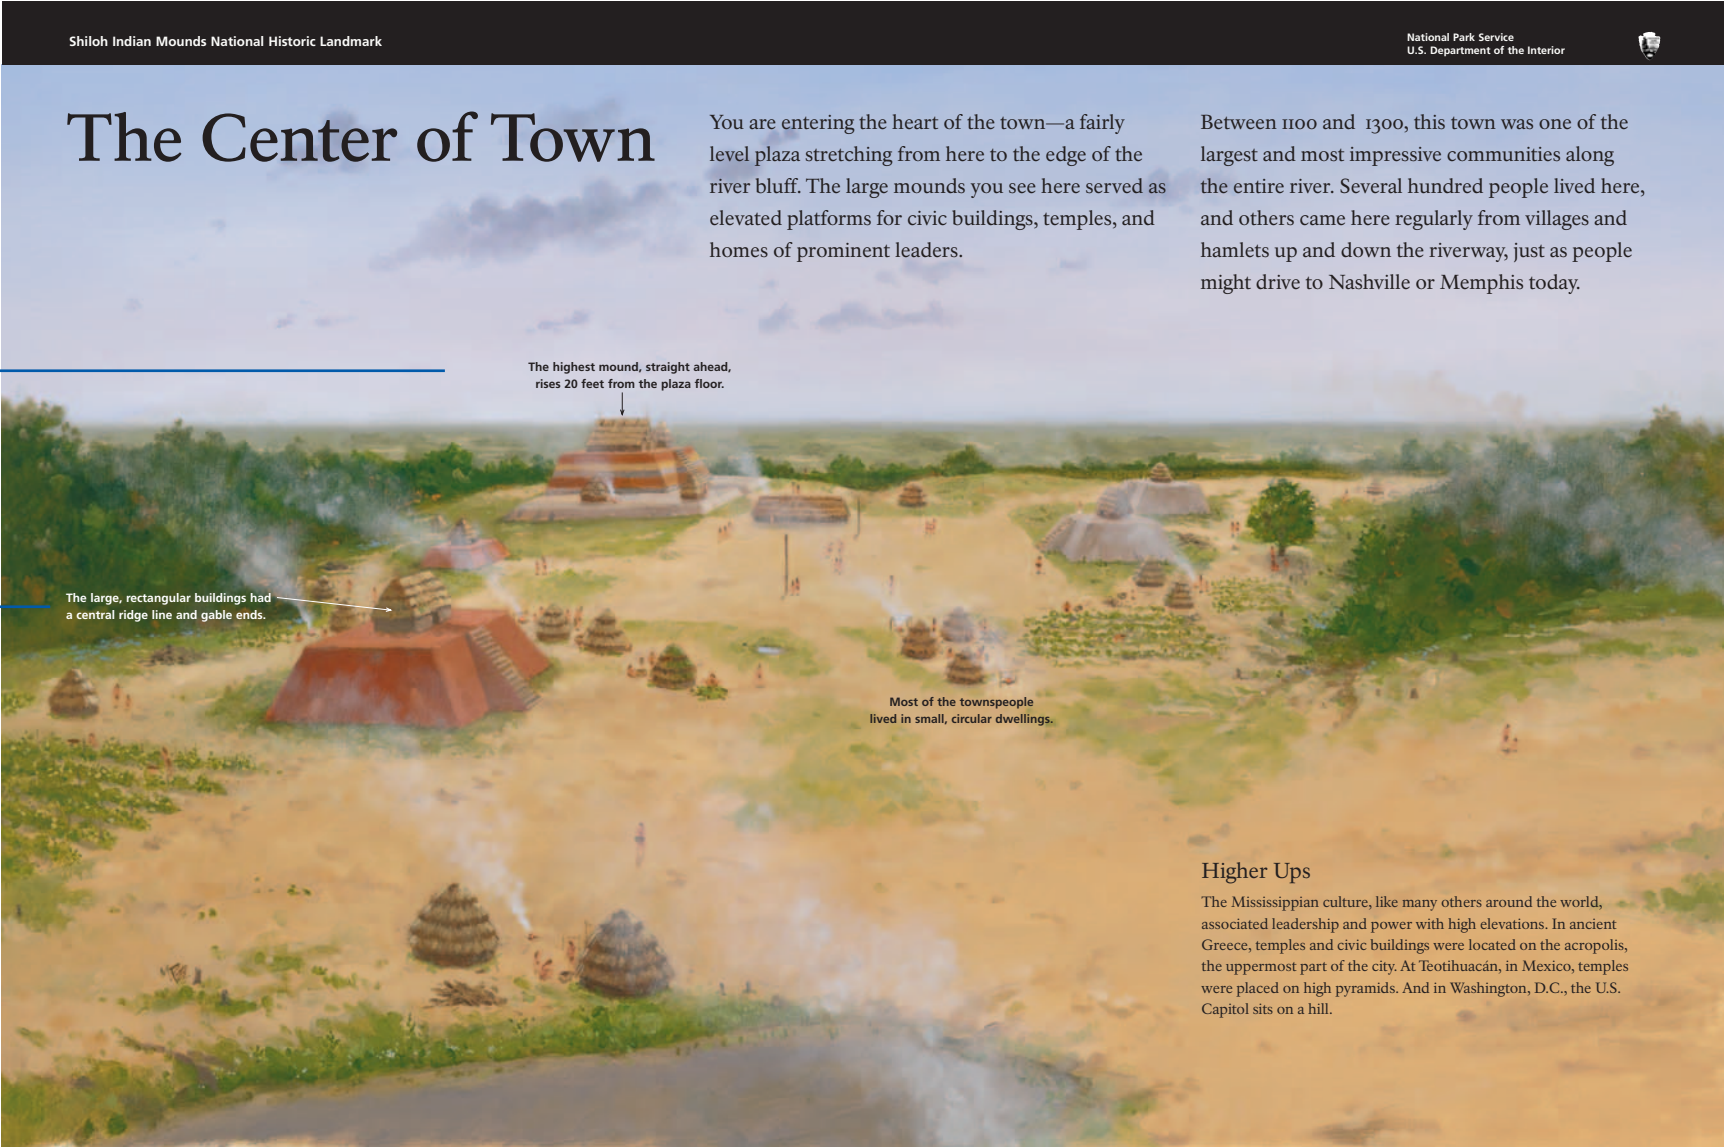 Shiloh Indian Mounds National Historic Landmark
National Park Service
U.S. Department of the Interior
The Center of Town
You are entering the heart of the town—a fairly
level plaza stretching from here to the edge of the
river bluff. The large mounds you see here served as
elevated platforms for civic buildings, temples, and
homes of prominent leaders.
Between 1100 and 1300, this town was one of the
largest and most impressive communities along
the entire river. Several hundred people lived here,
and others came here regularly from villages and
hamlets up and down the riverway, just as people
might drive to Nashville or Memphis today.
The highest mound, straight ahead,
rises 20 feet from the plaza floor.
The large, rectangular buildings had
a central ridge line and gable ends.
Most of the townspeople
lived in small, circular dwellings.
Higher Ups
The Mississippian culture, like many others around the world,
associated leadership and power with high elevations. In ancient
Greece, temples and civic buildings were located on the acropolis,
the uppermost part of the city. At Teotihuacán, in Mexico, temples
were placed on high pyramids. And in Washington, D.C., the U.S.
Capitol sits on a hill.